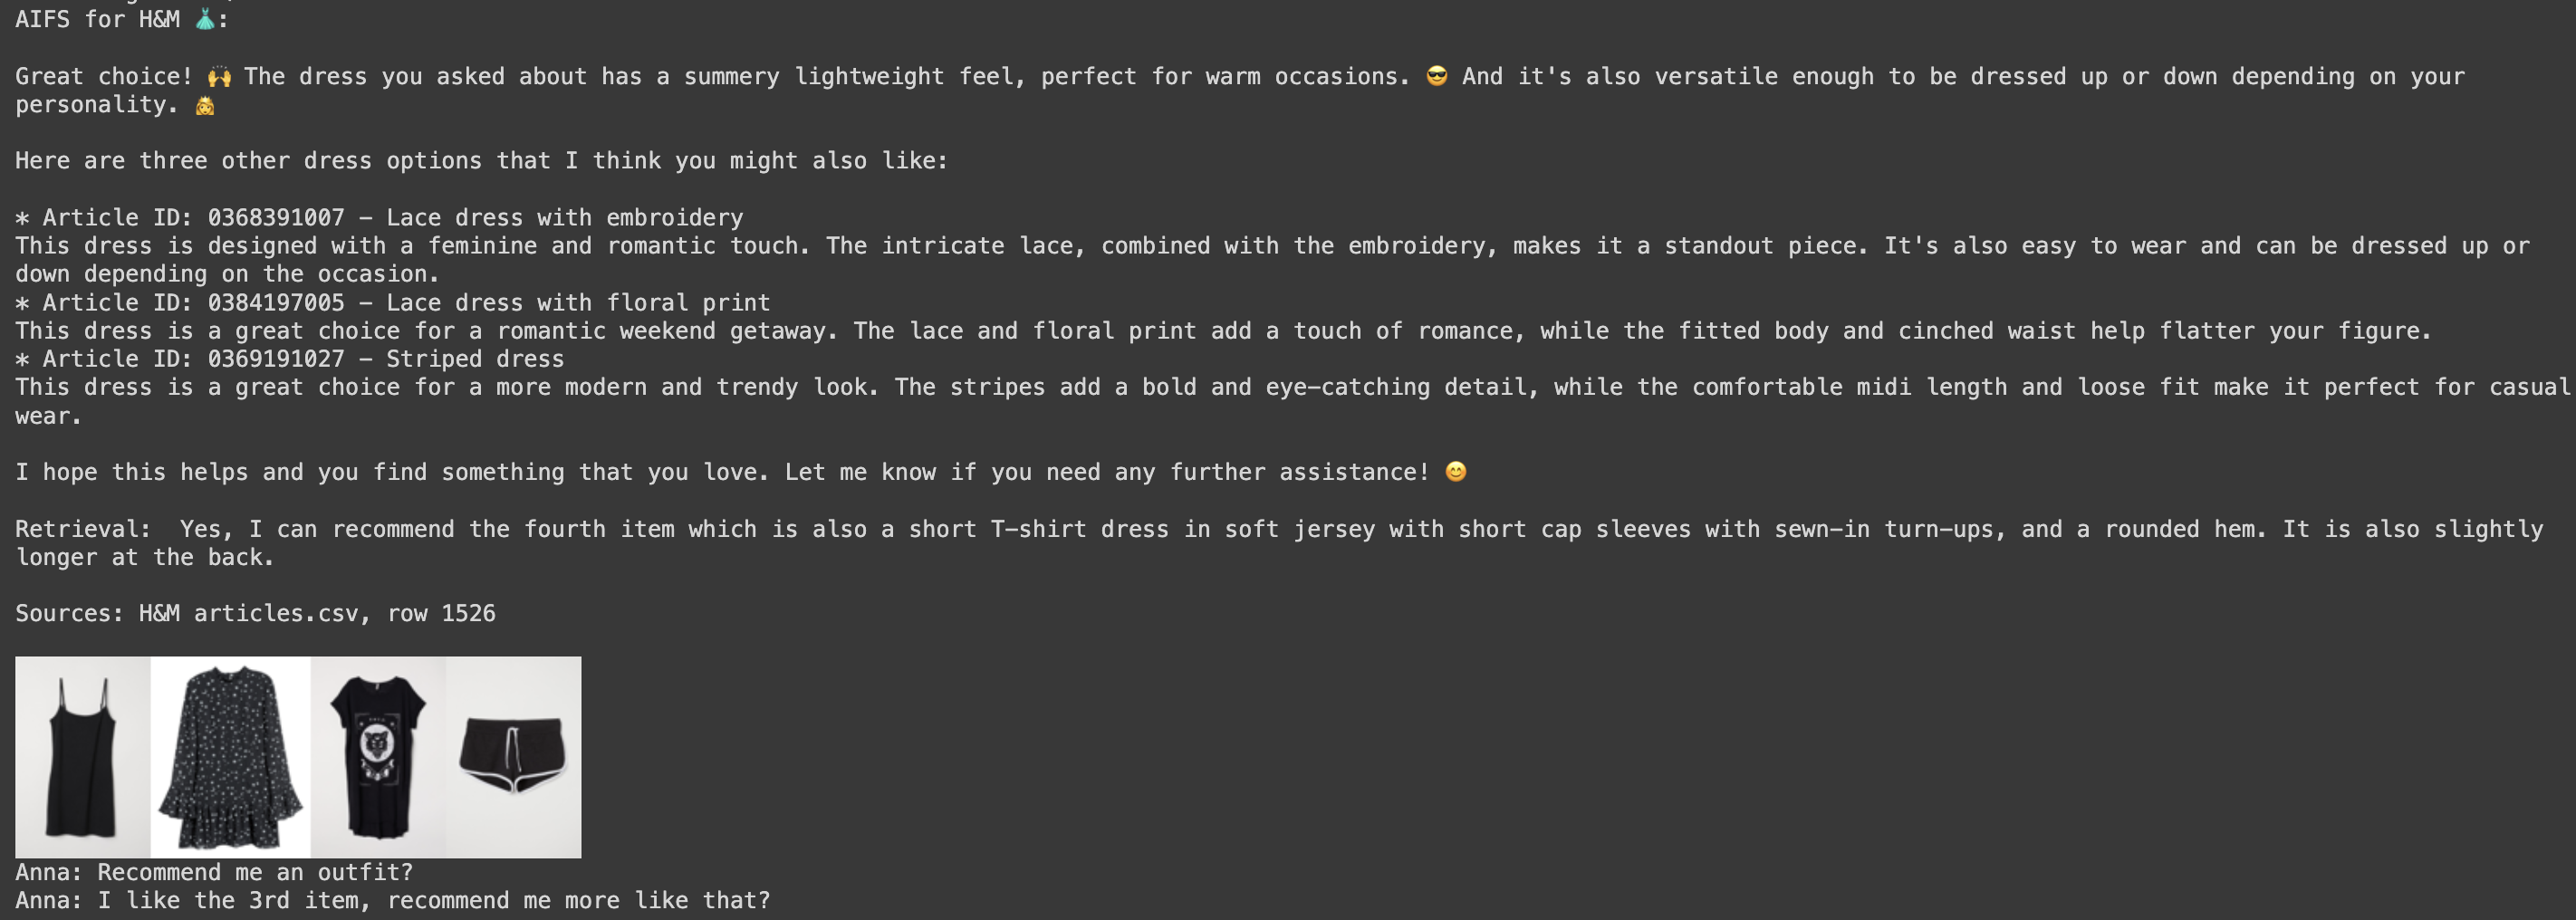 AIFS for H&M 👗:
Great choice! 🙌 The dress you asked about has a summery lightweight feel, perfect for warm occasions. 😎 And it's also versatile enough to be dressed up or down depending on your
personality. 👸
Here are three other dress options that I think you might also like:
* Article ID: 0368391007 – Lace dress with embroidery
This dress is designed with a feminine and romantic touch. The intricate lace, combined with the embroidery, makes it a standout piece. It's also easy to wear and can be dressed up or
down depending on the occasion.
* Article ID: 0384197005 – Lace dress with floral print
This dress is a great choice for a romantic weekend getaway. The lace and floral print add a touch of romance, while the fitted body and cinched waist help flatter your figure.
* Article ID: 0369191027 – Striped dress
This dress is a great choice for a more modern and trendy look. The stripes add a bold and eye-catching detail, while the comfortable midi length and loose fit make it perfect for casual
wear.
I hope this helps and you find something that you love. Let me know if you need any further assistance! 😊
Retrieval:  Yes, I can recommend the fourth item which is also a short T-shirt dress in soft jersey with short cap sleeves with sewn-in turn-ups, and a rounded hem. It is also slightly
longer at the back.
Sources: H&M articles.csv, row 1526
Anna: Recommend me an outfit?
Anna: I like the 3rd item, recommend me more like that?